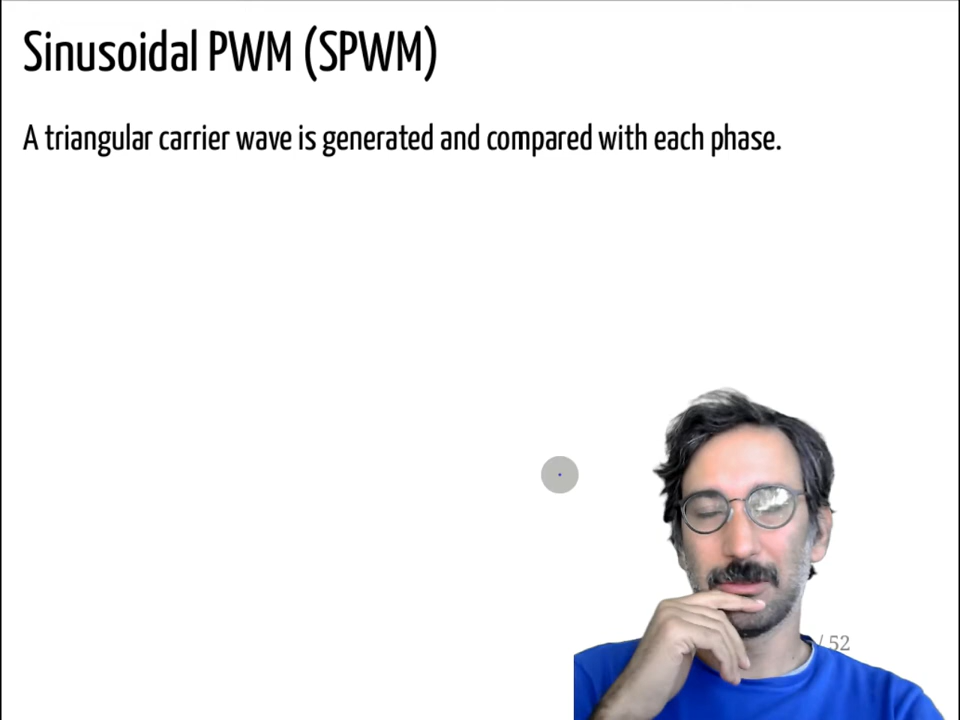 Sinusoidal PWM (SPWM)
A triangular carrier wave is generated and compared with each phase.
/ 52